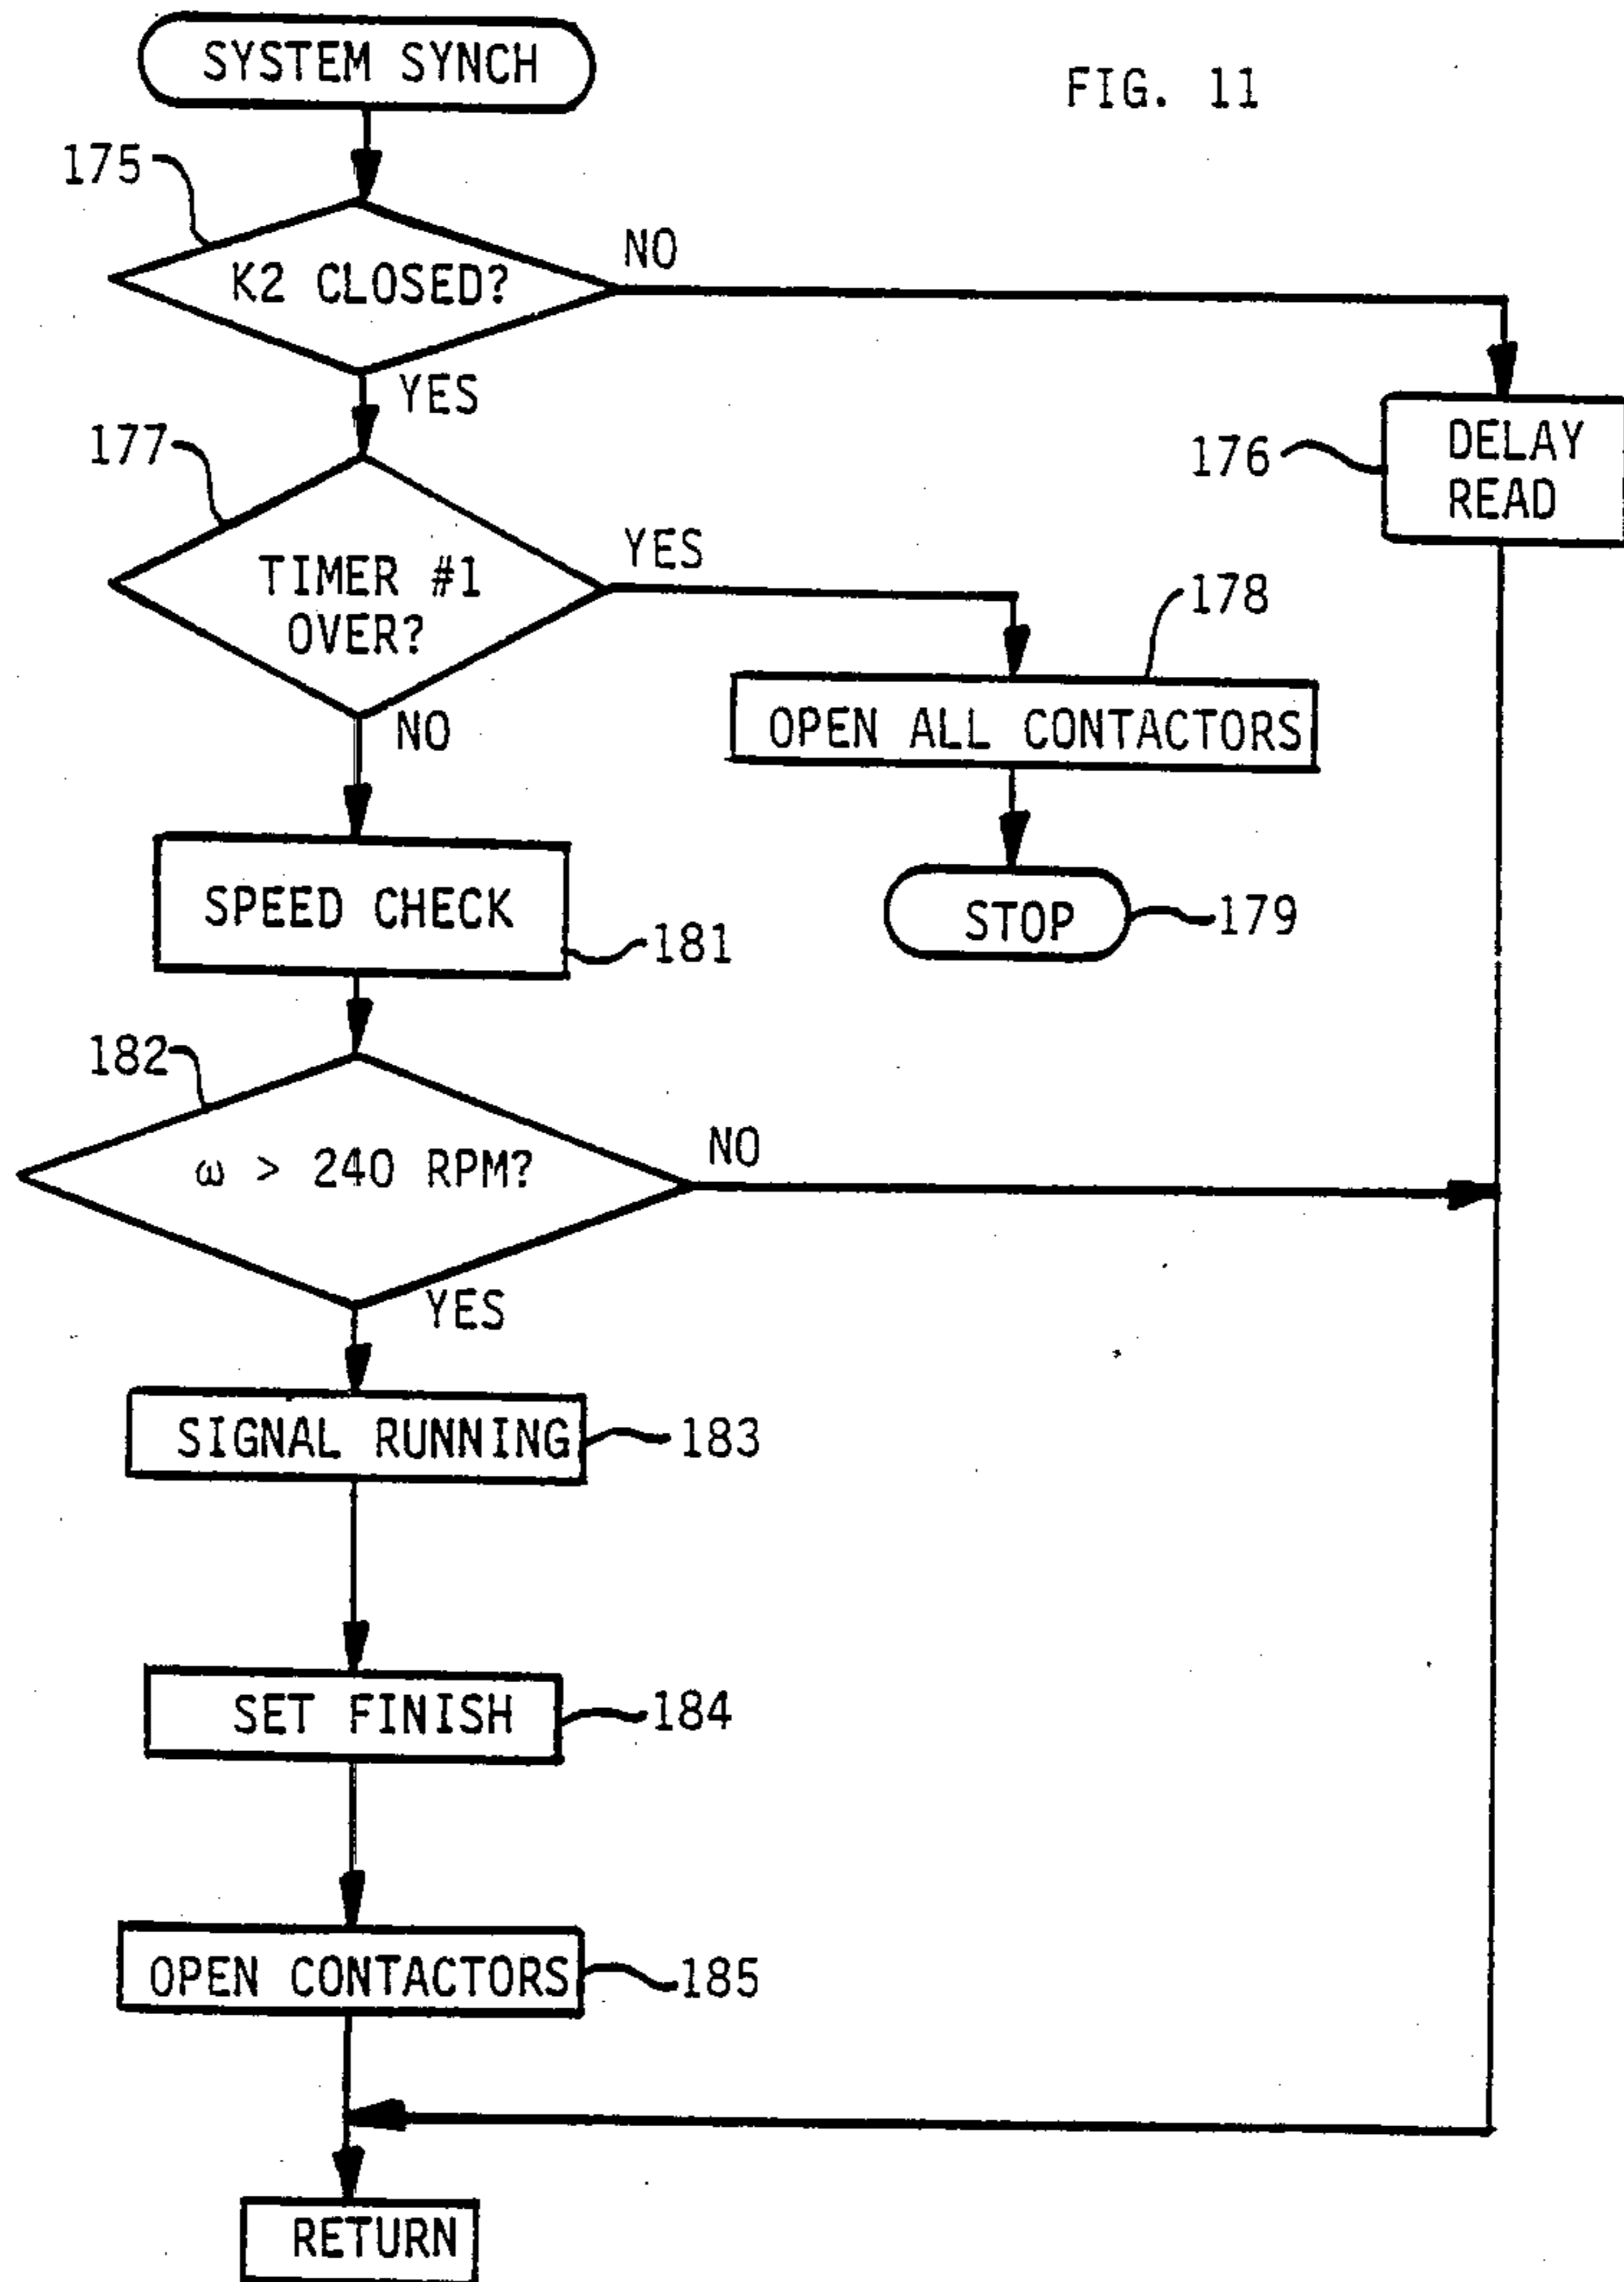 SYSTEM SYNCH
FIG. 11
175
K2 CLOSED?
NO
YES
176
DELAY
READ
177
TIMER #1
OVER?
YES
NO
178
OPEN ALL CONTACTORS
STOP
179
SPEED CHECK
181
182
ω > 240 RPM?
NO
YES
SIGNAL RUNNING
183
SET FINISH
184
OPEN CONTACTORS
185
RETURN